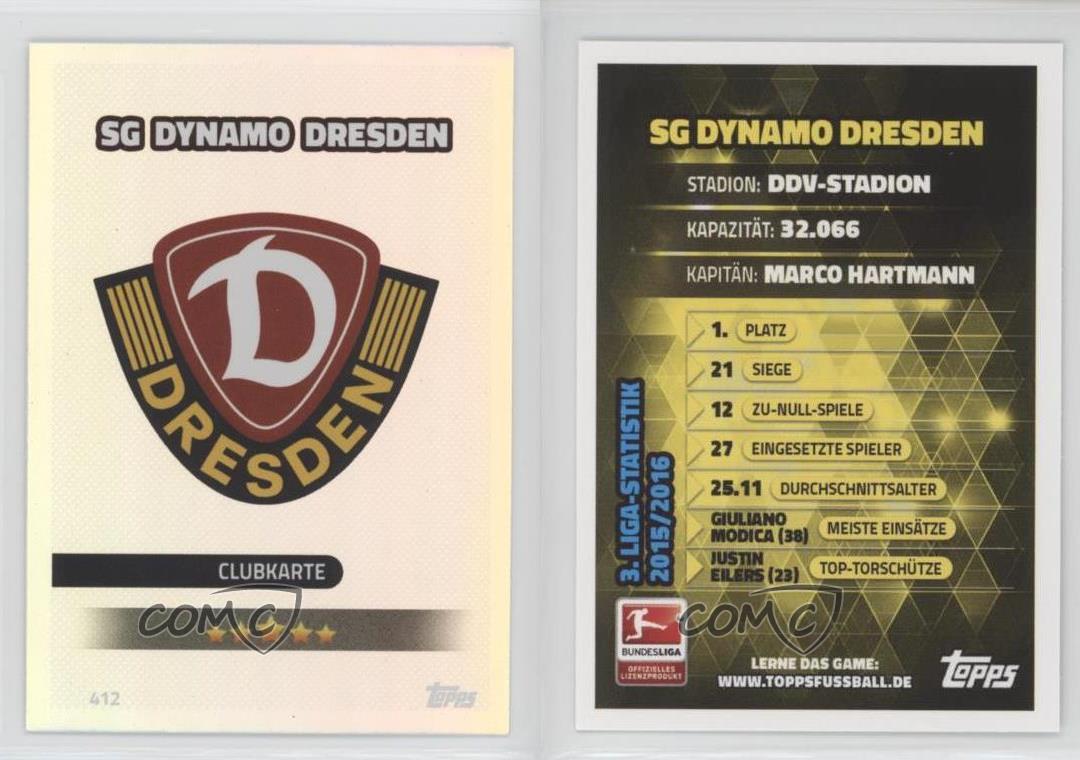 SG DYNAMO DRESDEN
D
DRESDEN
CLUBKARTE
COMC
412
topps
SG DYNAMO DRESDEN
STADION: DDV-STADION
KAPAZITÄT: 32.066
KAPITÄN: MARCO HARTMANN
3. LIGA-STATISTIK
2015/2016
1. PLATZ
21 SIEGE
12 ZU-NULL-SPIELE
27 EINGESETZTE SPIELER
25.11 DURCHSCHNITTSALTER
GIULIANO
MODICA (38) MEISTE EINSÄTZE
JUSTIN
EILERS (23) TOP-TORSCHÜTZE
COMC
BUNDESLIGA
OFFIZIELLES
LIZENZPRODUKT
LERNE DAS GAME:
WWW.TOPPSFUSSBALL.DE
topps